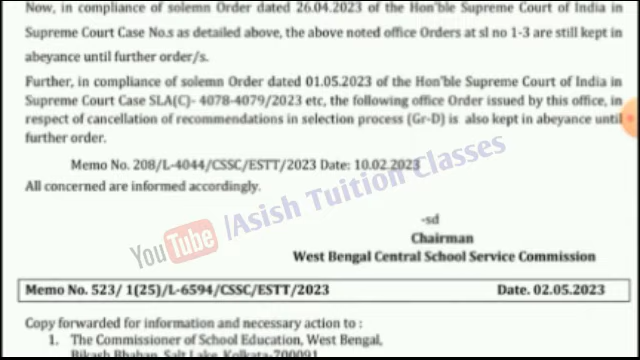 Now, in compliance of solemn Order dated 26.04.2023 of the Hon'ble Supreme Court of India in
Supreme Court Case No.s as detailed above, the above noted office Orders at sl no 1-3 are still kept in
abeyance until further order/s.
Further, in compliance of solemn Order dated 01.05.2023 of the Hon'ble Supreme Court of India in
Supreme Court Case SLA(C)- 4078-4079/2023 etc, the following office Order issued by this office, in
respect of cancellation of recommendations in selection process (Gr-D) is also kept in abeyance until
further order.
Memo No. 208/L-4044/CSSC/ESTT/2023 Date: 10.02.2023
All concerned are informed accordingly.
YouTube /Asish Tuition Classes
-sd
Chairman
West Bengal Central School Service Commission
Memo No. 523/ 1(25)/L-6594/CSSC/ESTT/2023 Date. 02.05.2023
Copy forwarded for information and necessary action to :
1. The Commissioner of School Education, West Bengal,
Bikash Bhaban, Salt Lake, Kolkata-700091